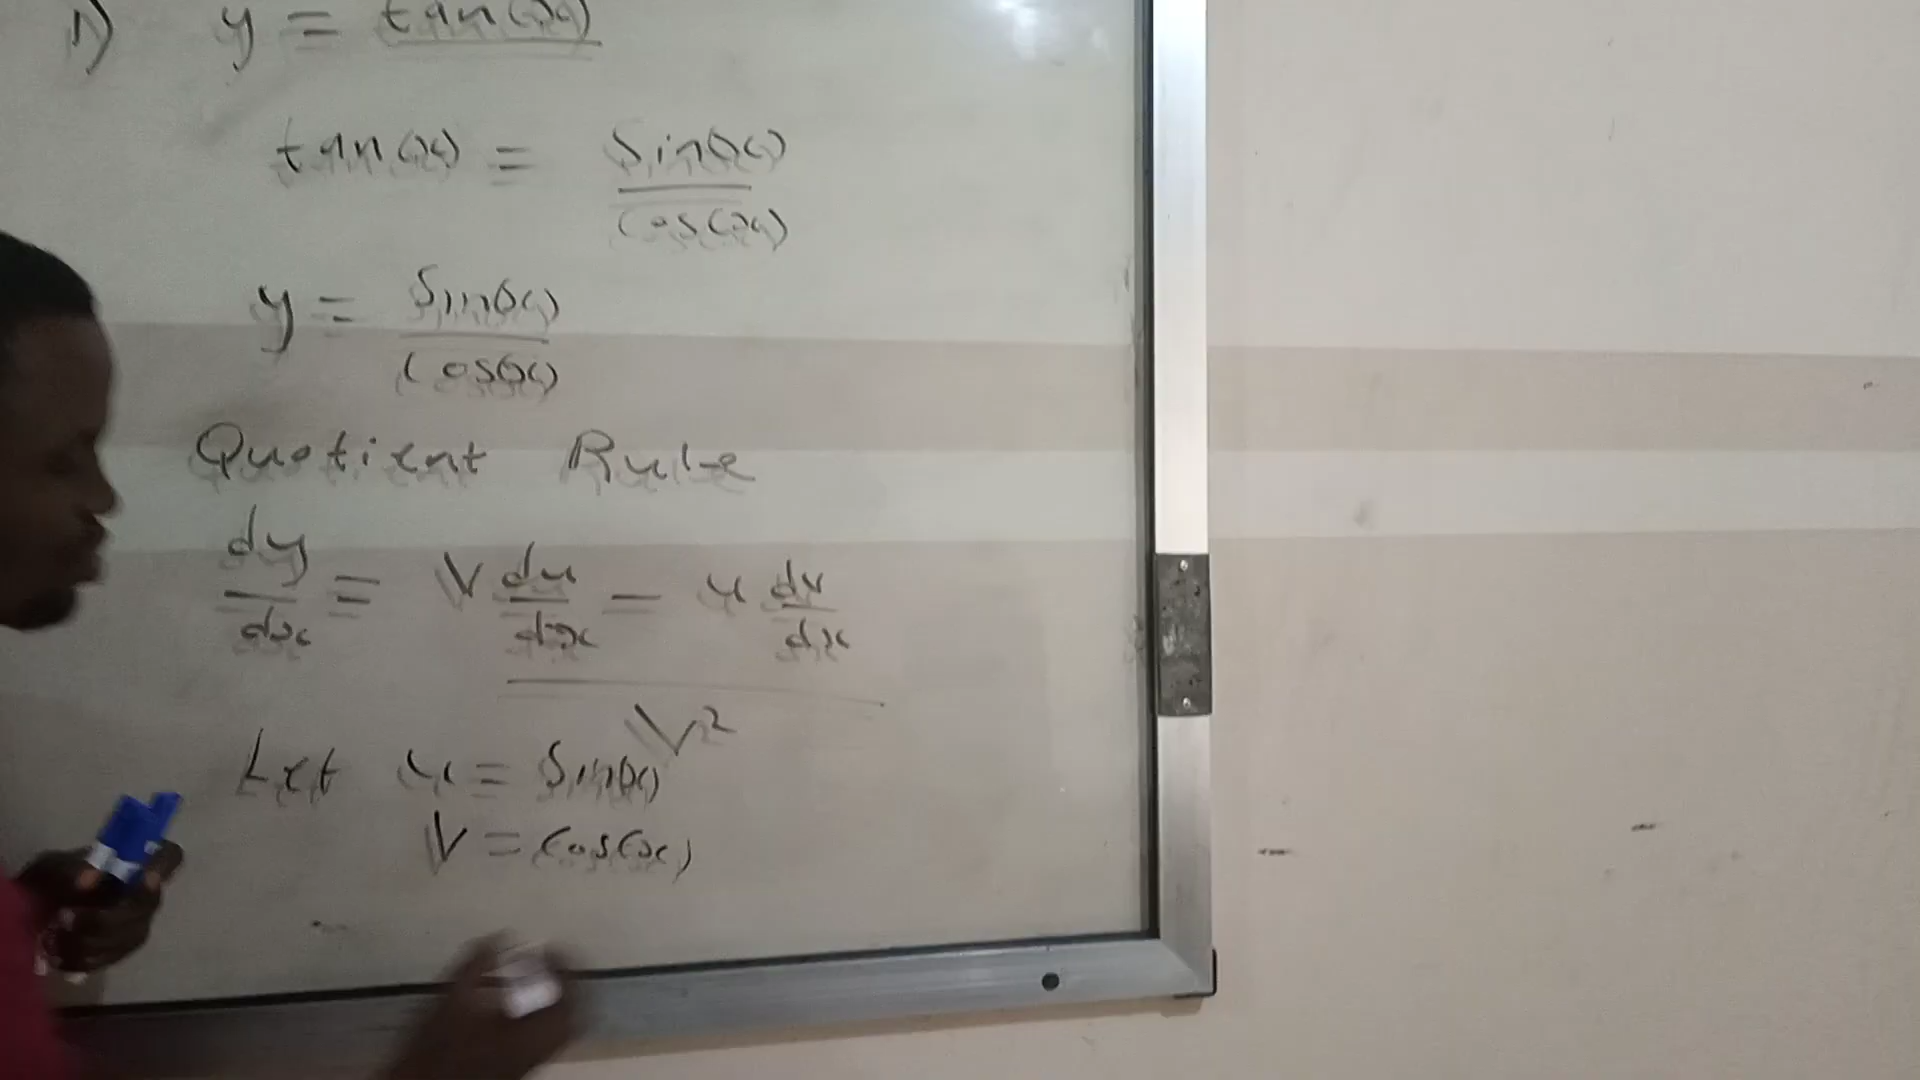 1) y = tan(x)
tan(x) = sin(x)/cos(x)
y = sin(x)/cos(x)
Quotient Rule
dy/dx = V du/dx - u dv/dx / V²
Let u = sin(x)
V = cos(x)